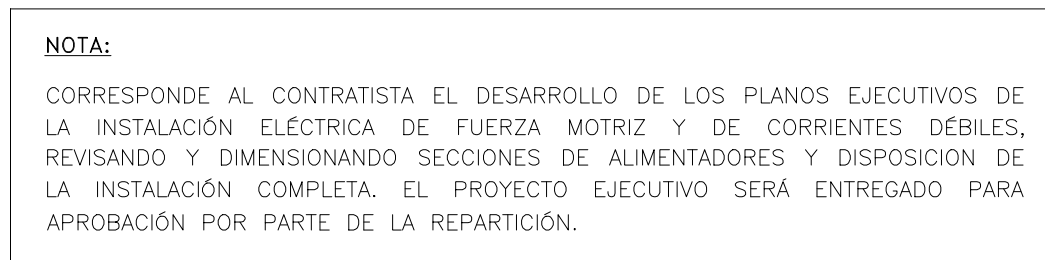 NOTA:
CORRESPONDE AL CONTRATISTA EL DESARROLLO DE LOS PLANOS EJECUTIVOS DE
LA INSTALACIÓN ELÉCTRICA DE FUERZA MOTRIZ Y DE CORRIENTES DÉBILES,
REVISANDO Y DIMENSIONANDO SECCIONES DE ALIMENTADORES Y DISPOSICION DE
LA INSTALACIÓN COMPLETA. EL PROYECTO EJECUTIVO SERÁ ENTREGADO PARA
APROBACIÓN POR PARTE DE LA REPARTICIÓN.